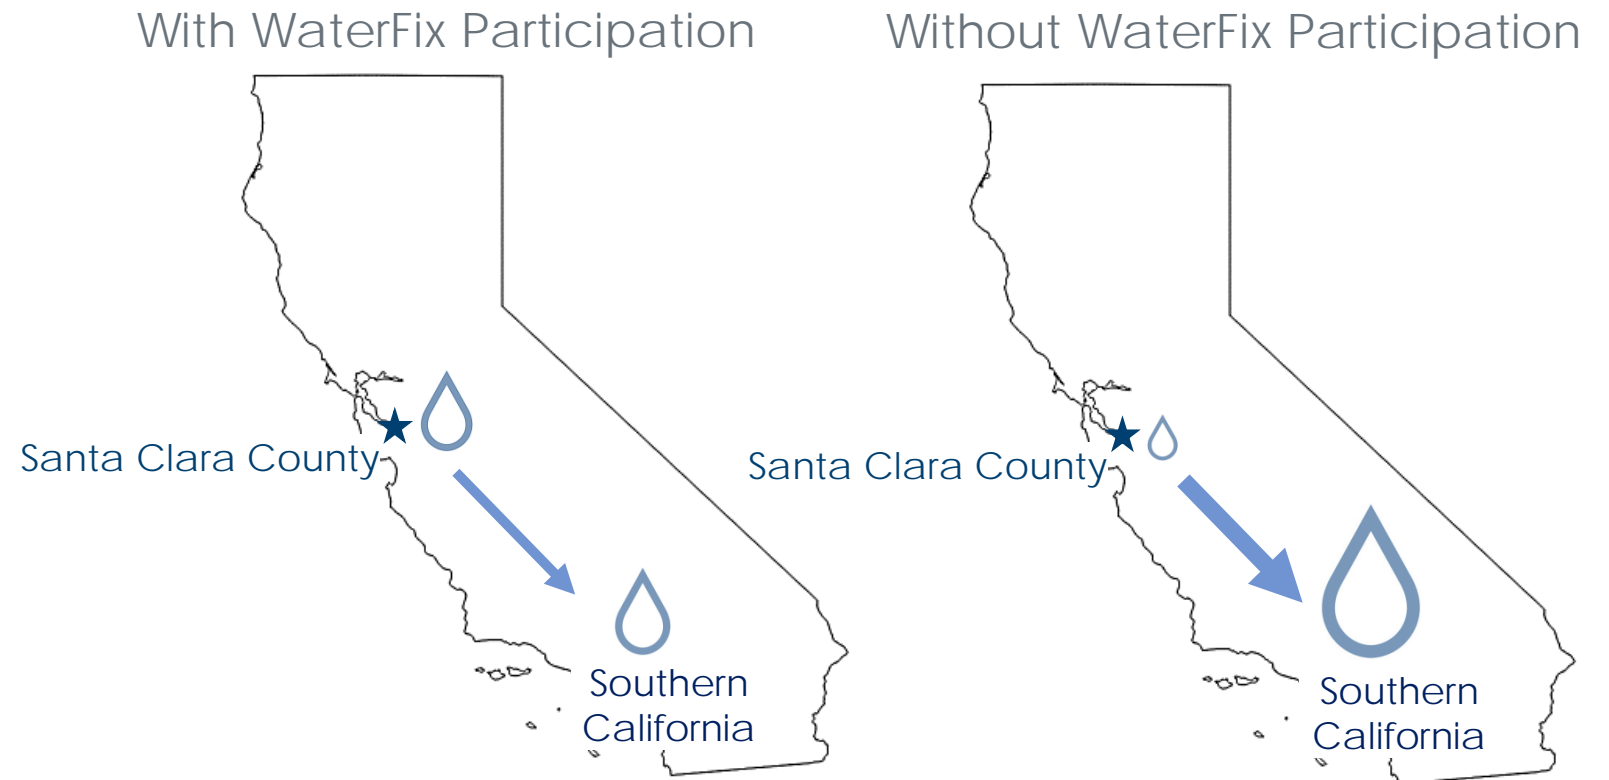 With WaterFix Participation
Without WaterFix Participation
Santa Clara County
Southern
California
Santa Clara County
Southern
California